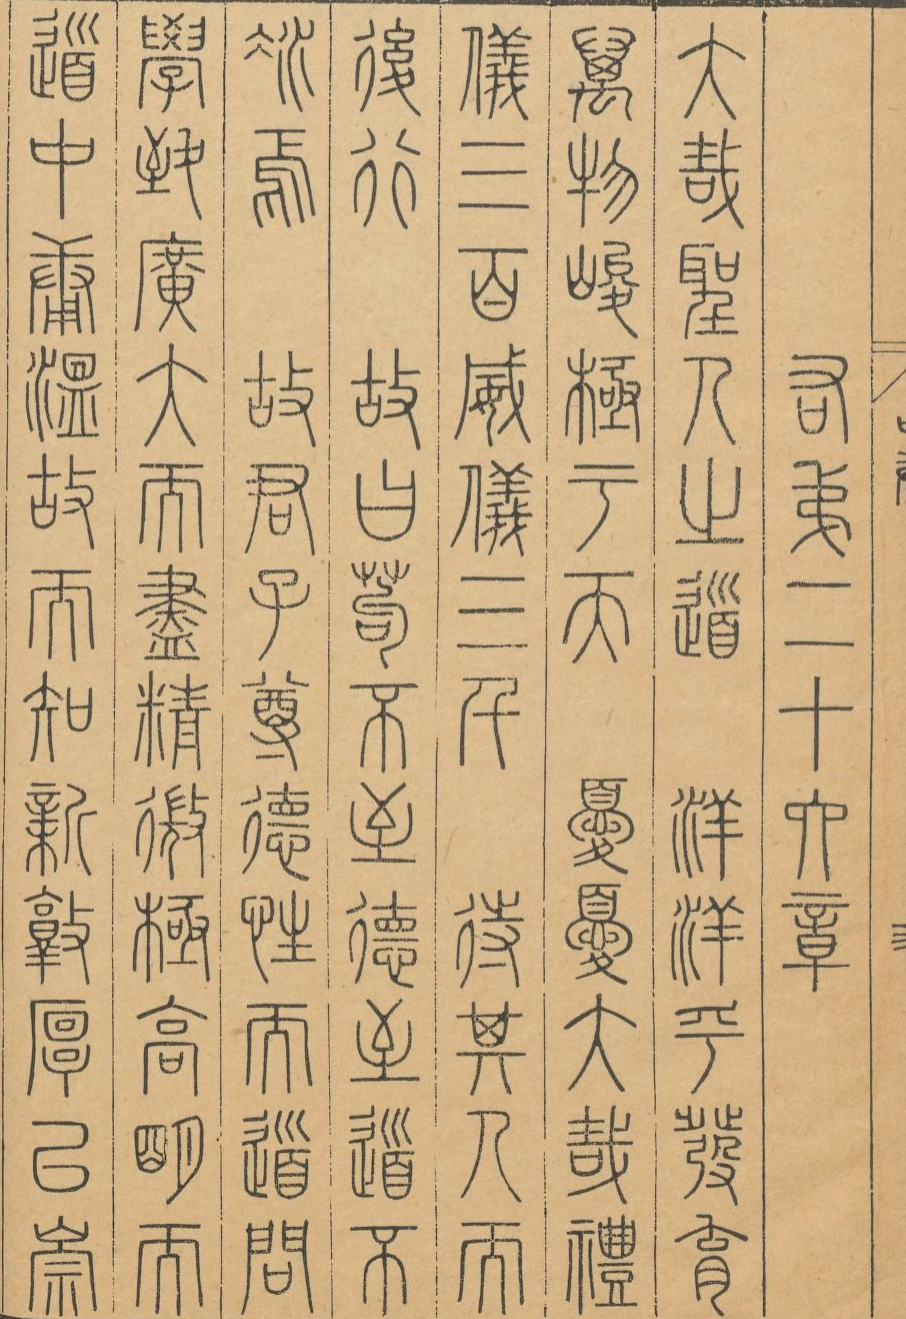 右弟二十六章
大哉聖人之道　洋洋乎發育
萬物峻極于天　憂憂大哉禮
儀三百威儀三千　待其人而
後行　故曰苟不至德至道不
冰焉　故君子尊德性而道問
學致廣大而盡精微極高明而
道中庸溫故而知新敦厚以崇